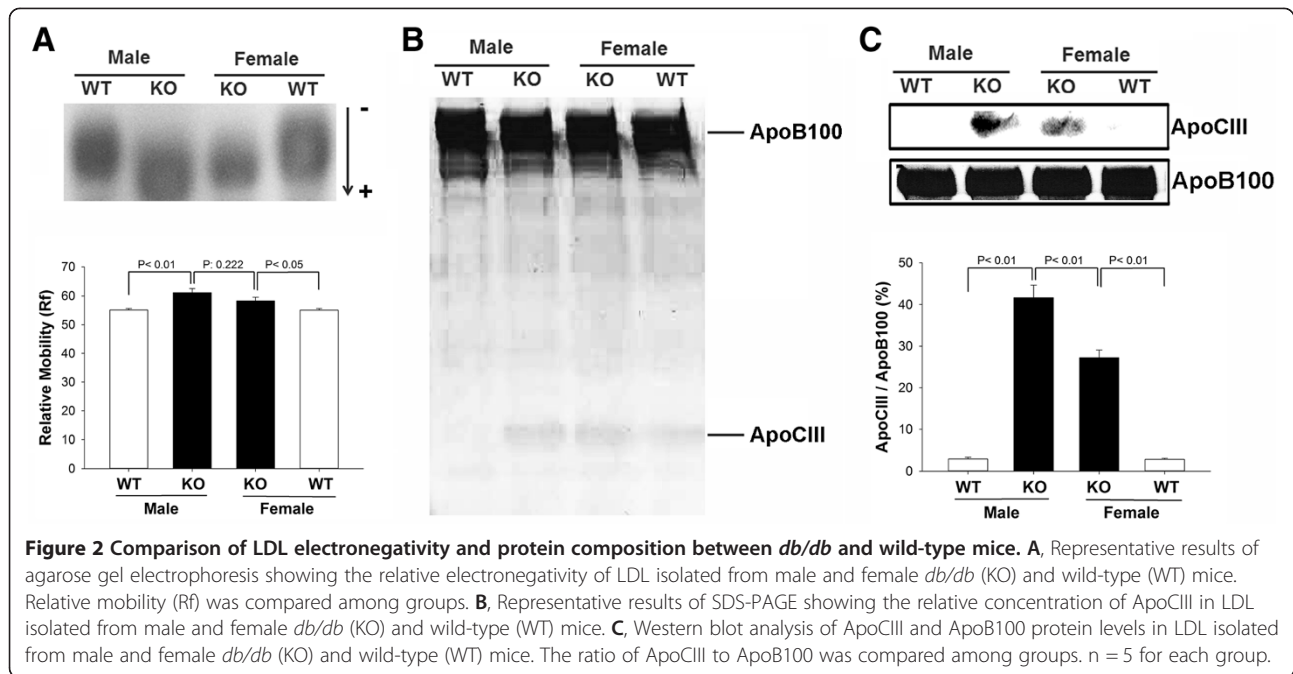 A
Male Female
WT KO KO WT
-
+
P< 0.01 P: 0.222 P< 0.05
Relative Mobility (Rf)
70
60
50
40
30
20
10
0
WT KO KO WT
Male Female
B
Male Female
WT KO KO WT
ApoB100
ApoCIII
C
Male Female
WT KO KO WT
ApoCIII
ApoB100
P< 0.01 P< 0.01 P< 0.01
ApoCIII / ApoB100 (%)
50
40
30
20
10
0
WT KO KO WT
Male Female
Figure 2 Comparison of LDL electronegativity and protein composition between db/db and wild-type mice. A, Representative results of
agarose gel electrophoresis showing the relative electronegativity of LDL isolated from male and female db/db (KO) and wild-type (WT) mice.
Relative mobility (Rf) was compared among groups. B, Representative results of SDS-PAGE showing the relative concentration of ApoCIII in LDL
isolated from male and female db/db (KO) and wild-type (WT) mice. C, Western blot analysis of ApoCIII and ApoB100 protein levels in LDL isolated
from male and female db/db (KO) and wild-type (WT) mice. The ratio of ApoCIII to ApoB100 was compared among groups. n = 5 for each group.